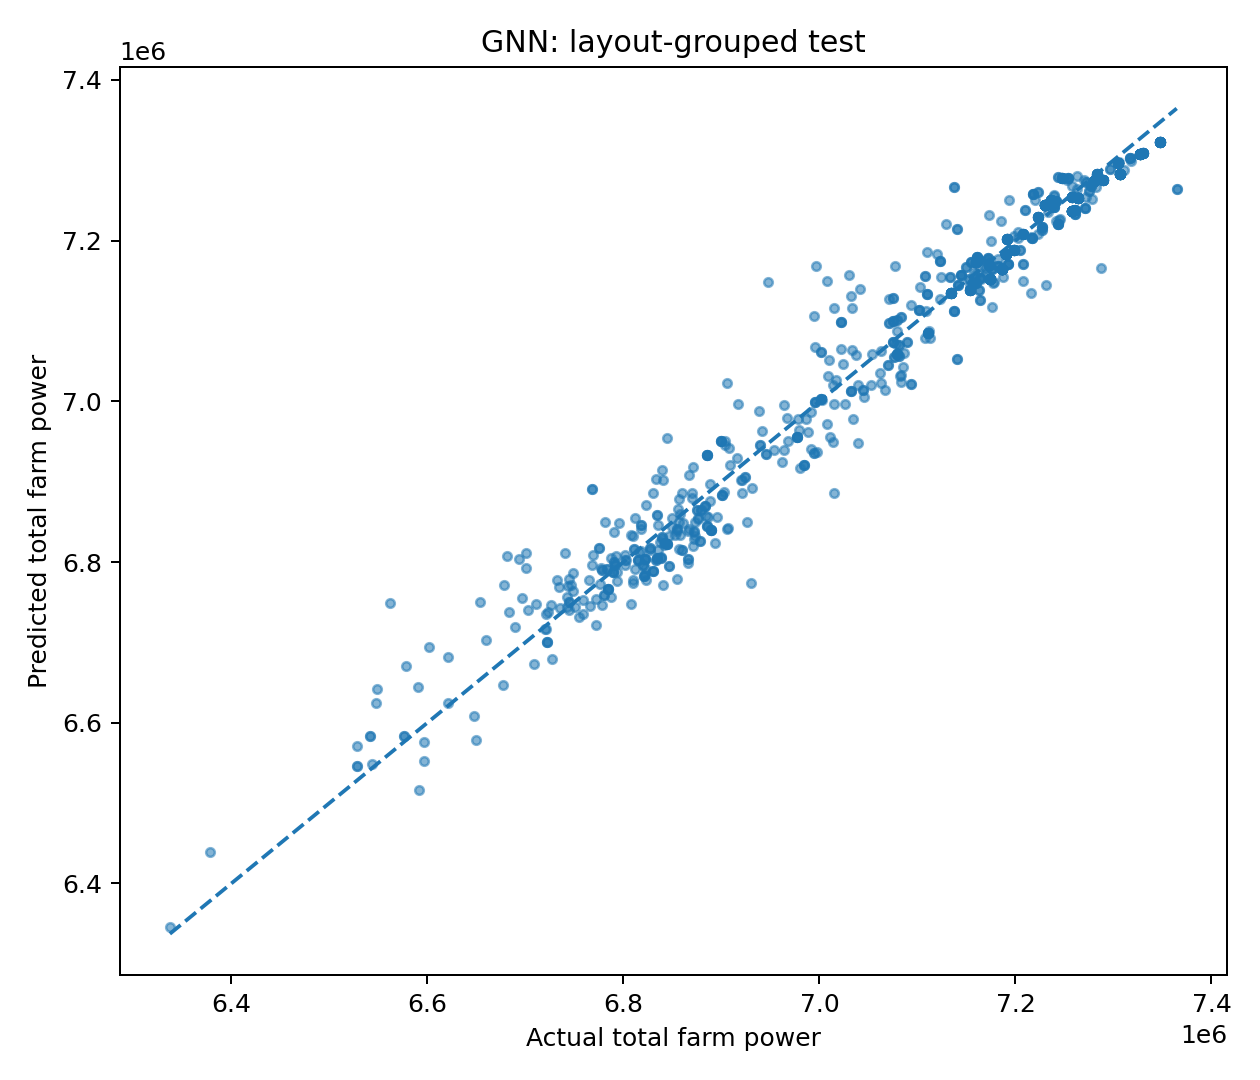 GNN: layout-grouped test
1e6
7.4
7.2
7.0
6.8
6.6
6.4
Predicted total farm power
6.4 6.6 6.8 7.0 7.2 7.4
1e6
Actual total farm power